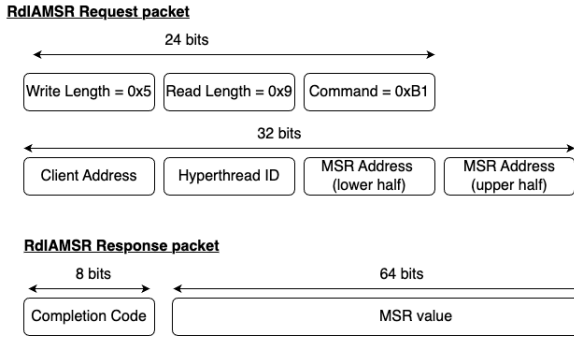 RdIAMSR Request packet
24 bits
Write Length = 0x5 Read Length = 0x9 Command = 0xB1
32 bits
Client Address Hyperthread ID MSR Address (lower half) MSR Address (upper half)
RdIAMSR Response packet
8 bits 64 bits
Completion Code MSR value